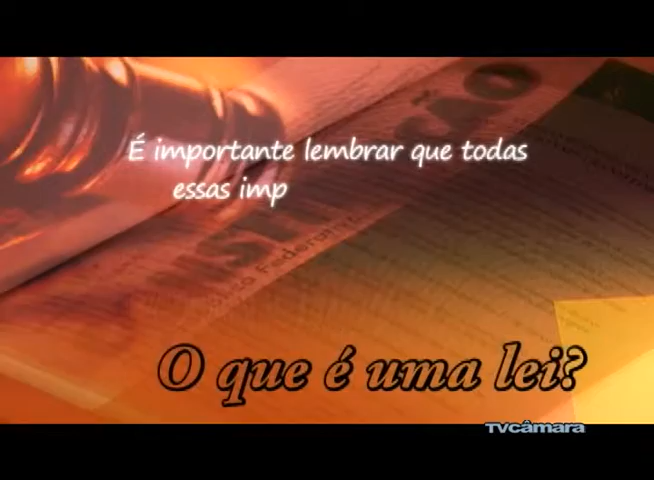 É importante lembrar que todas
essas imp
O que é uma lei?
TVcâmara